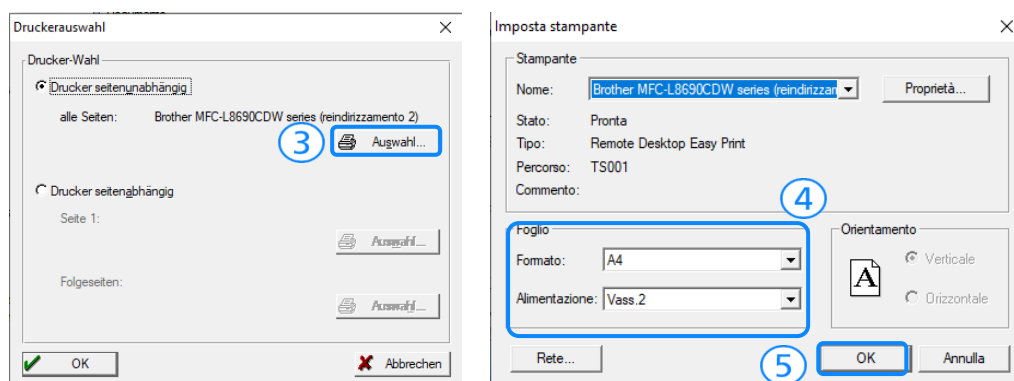 Druckerauswahl
Drucker-Wahl
Drucker seitenunabhängig
alle Seiten: Brother MFC-L8690CDW series (reindirizzamento 2)
3 Auswahl...
Drucker seitenabhängig
Seite 1:
Auswahl...
Folgeseiten:
Auswahl...
OK Abbrechen
Imposta stampante
Stampante
Nome: Brother MFC-L8690CDW series (reindirizzan Proprietà...
Stato: Pronta
Tipo: Remote Desktop Easy Print
Percorso: TS001
Commento:
4
Foglio Orientamento
Formato: A4 A Verticale
Alimentazione: Vass.2 Orizzontale
Rete... 5 OK Annulla